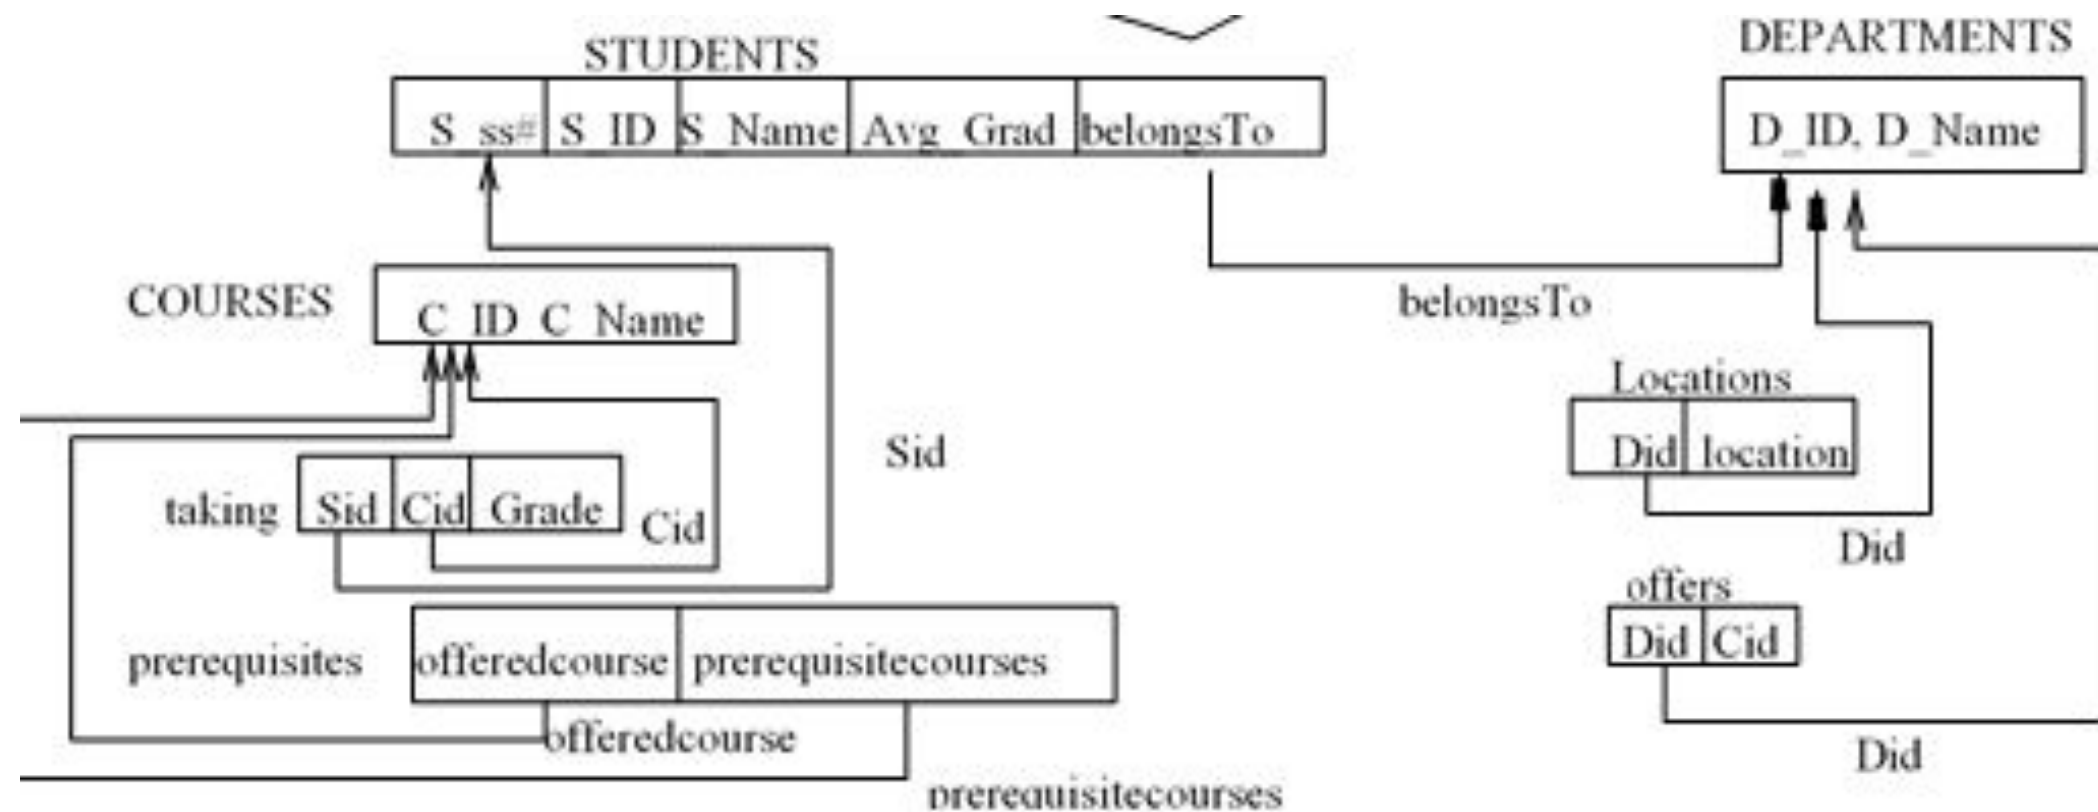 STUDENTS
DEPARTMENTS
S_ss# S_ID S_Name Avg_Grad belongsTo
D_ID, D_Name
COURSES
C_ID C_Name
belongsTo
Locations
Did location
Sid
taking
Sid Cid Grade
Cid
Did
offers
Did Cid
prerequisites
offeredcourse prerequisitecourses
offeredcourse
Did
prerequisitecourses